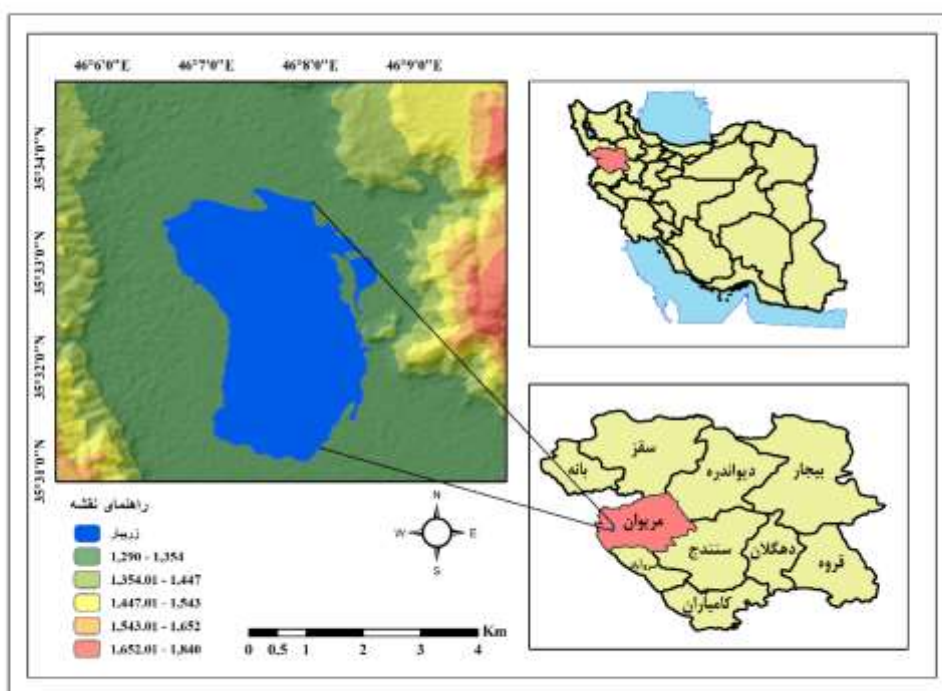 46°6'0"E 46°7'0"E 46°8'0"E 46°9'0"E
35°34'0"N
35°33'0"N
35°32'0"N
35°31'0"N
راهنمای نقشه
زریبار
1,290 - 1,354
1,354.01 - 1,447
1,447.01 - 1,543
1,543.01 - 1,652
1,652.01 - 1,840
N
W E
S
Km
0 0.5 1 2 3 4
سقز
بانه
دیواندره
بیجار
مریوان
سنندج
دهگلان
قروه
کامیاران